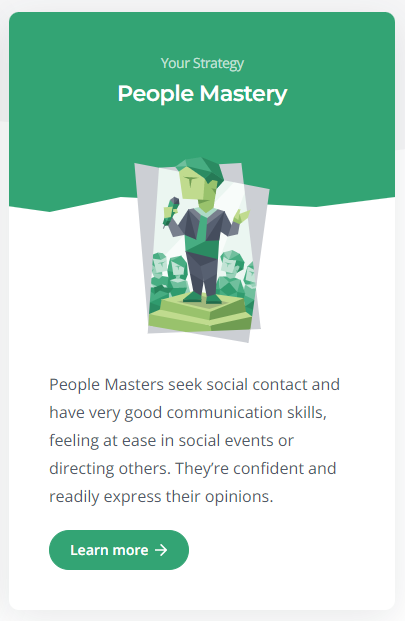 Your Strategy
People Mastery
People Masters seek social contact and
have very good communication skills,
feeling at ease in social events or
directing others. They’re confident and
readily express their opinions.
Learn more →